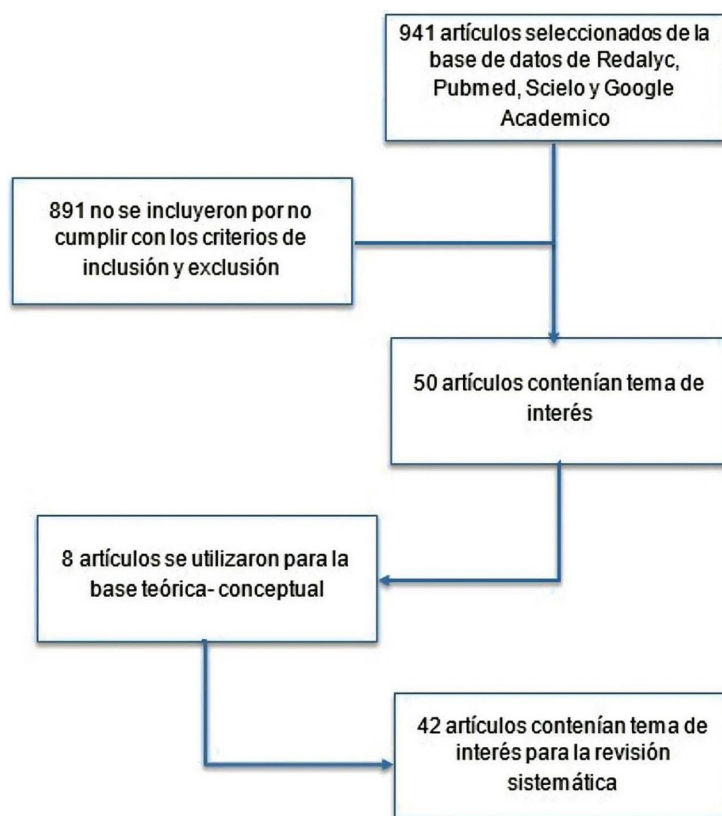 941 artículos seleccionados de la
base de datos de Redalyc,
Pubmed, Scielo y Google
Academico
891 no se incluyeron por no
cumplir con los criterios de
inclusión y exclusión
50 artículos contenían tema de
interés
8 artículos se utilizaron para la
base teórica- conceptual
42 artículos contenían tema de
interés para la revisión
sistemática